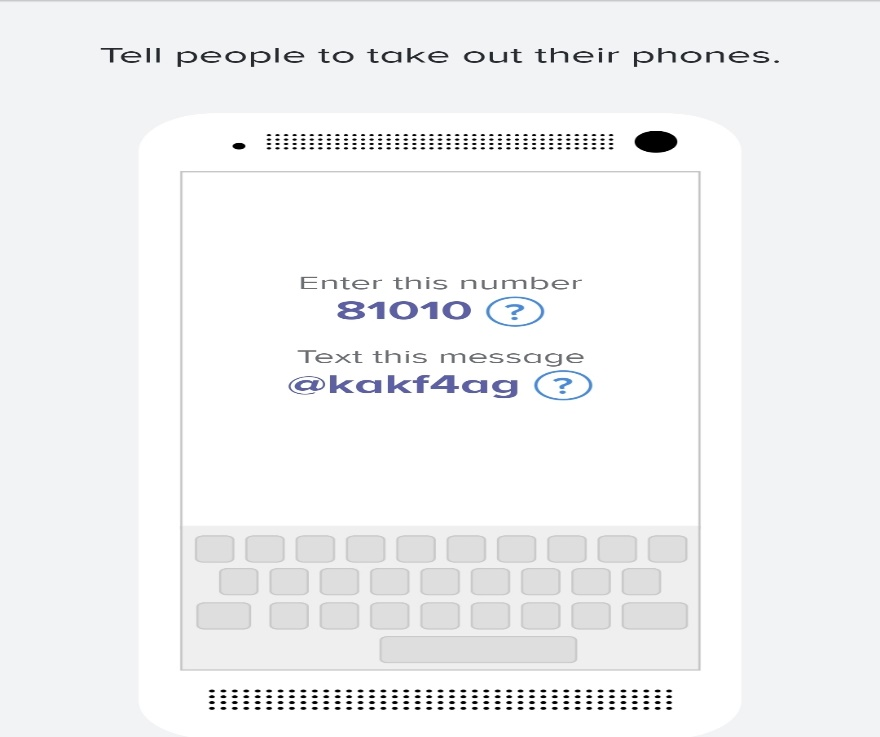 Tell people to take out their phones.
Enter this number
81010 ?
Text this message
@kakf4ag ?